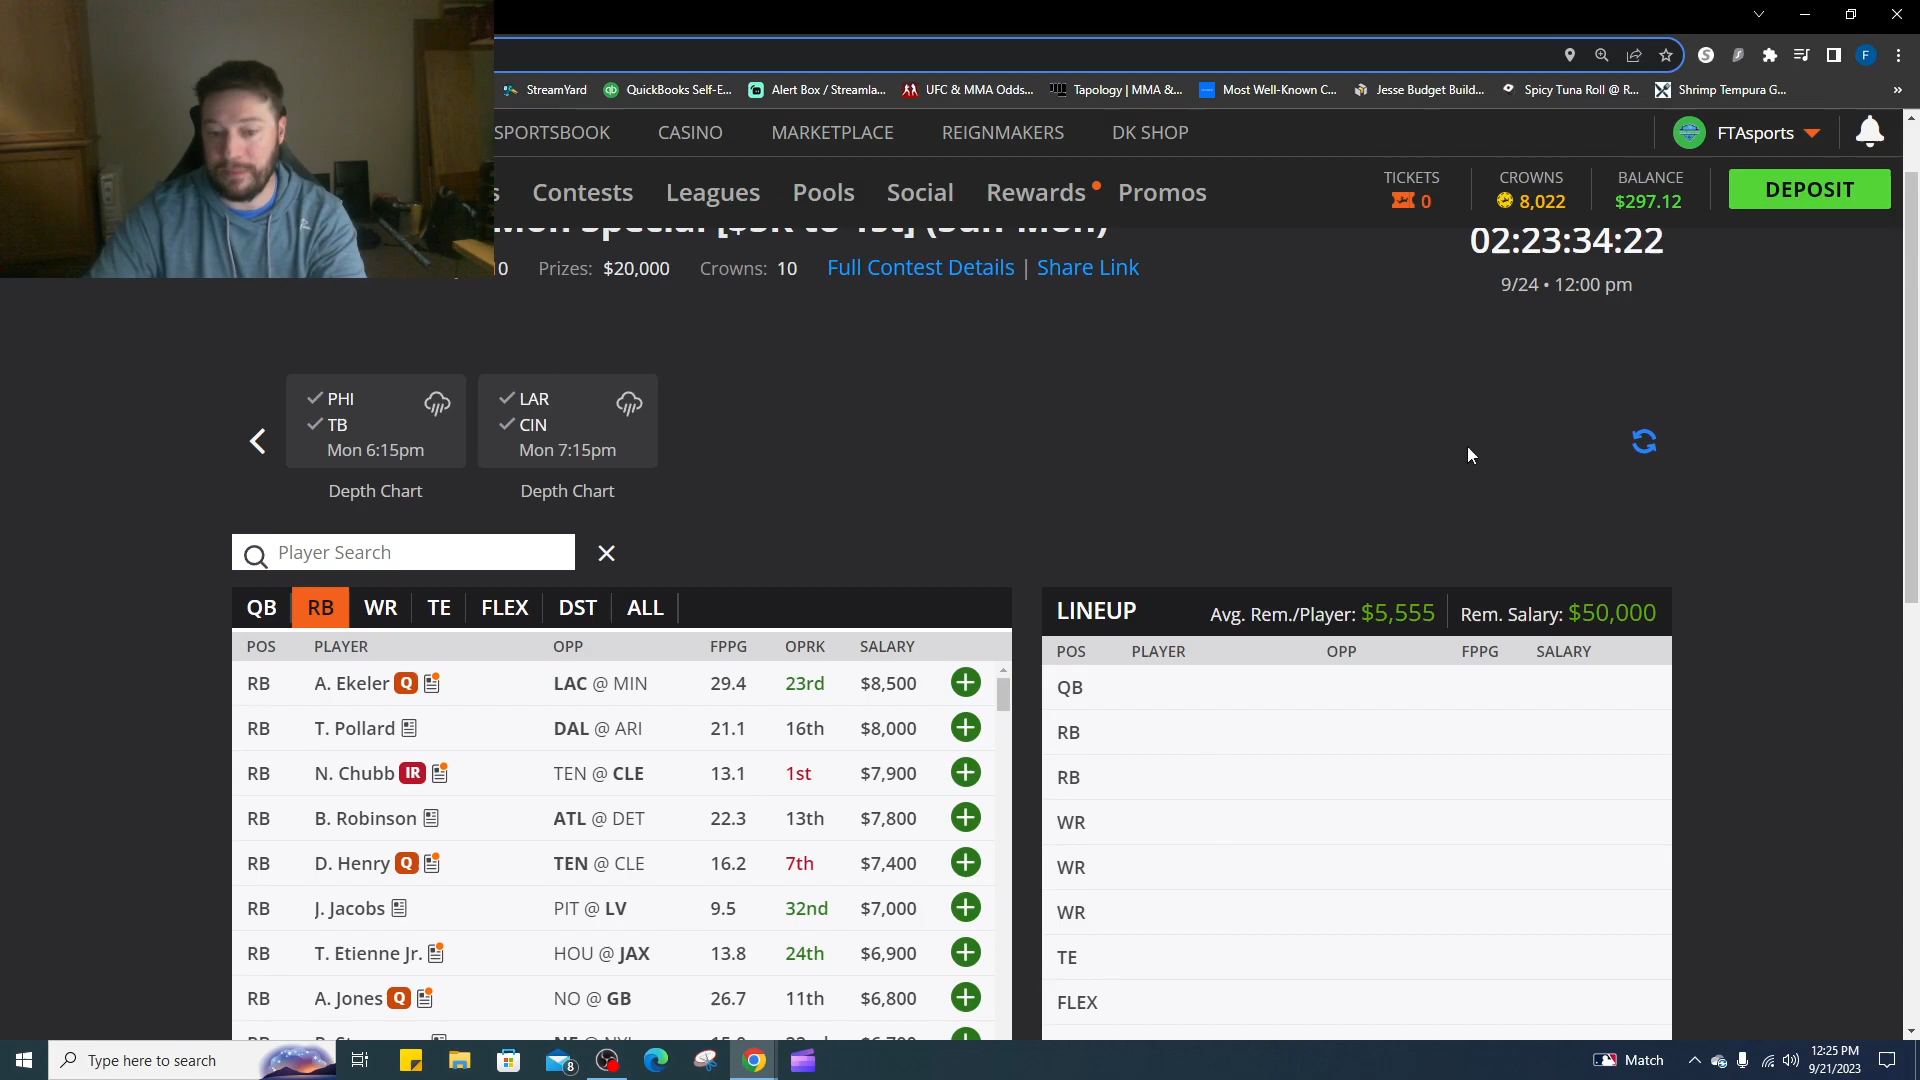 StreamYard QuickBooks Self-E... Alert Box / Streamla... UFC & MMA Odds... Tapology | MMA &... Most Well-Known C... Jesse Budget Build... Spicy Tuna Roll @ R... Shrimp Tempura G... »
SPORTSBOOK CASINO MARKETPLACE REIGNMAKERS DK SHOP FTAsports
s Contests Leagues Pools Social Rewards Promos
TICKETS 0 CROWNS 8,022 BALANCE $297.12 DEPOSIT
Prizes: $20,000 Crowns: 10 Full Contest Details | Share Link
02:23:34:22
9/24 • 12:00 pm
PHI
TB
Mon 6:15pm
Depth Chart
LAR
CIN
Mon 7:15pm
Depth Chart
Player Search
QB RB WR TE FLEX DST ALL
POS PLAYER OPP FPPG OPRK SALARY
RB A. Ekeler Q LAC @ MIN 29.4 23rd $8,500
RB T. Pollard DAL @ ARI 21.1 16th $8,000
RB N. Chubb IR TEN @ CLE 13.1 1st $7,900
RB B. Robinson ATL @ DET 22.3 13th $7,800
RB D. Henry Q TEN @ CLE 16.2 7th $7,400
RB J. Jacobs PIT @ LV 9.5 32nd $7,000
RB T. Etienne Jr. HOU @ JAX 13.8 24th $6,900
RB A. Jones Q NO @ GB 26.7 11th $6,800
LINEUP Avg. Rem./Player: $5,555 Rem. Salary: $50,000
POS PLAYER OPP FPPG SALARY
QB
RB
RB
WR
WR
WR
TE
FLEX
Type here to search
8
Match
12:25 PM
9/21/2023